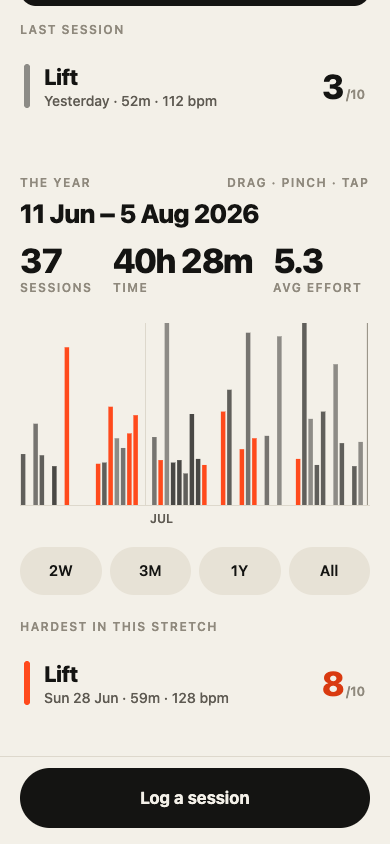 LAST SESSION
Lift
Yesterday · 52m · 112 bpm
3/10
THE YEAR
DRAG · PINCH · TAP
11 Jun – 5 Aug 2026
37
40h 28m
5.3
SESSIONS
TIME
AVG EFFORT
JUL
2W
3M
1Y
All
HARDEST IN THIS STRETCH
Lift
Sun 28 Jun · 59m · 128 bpm
8/10
Log a session